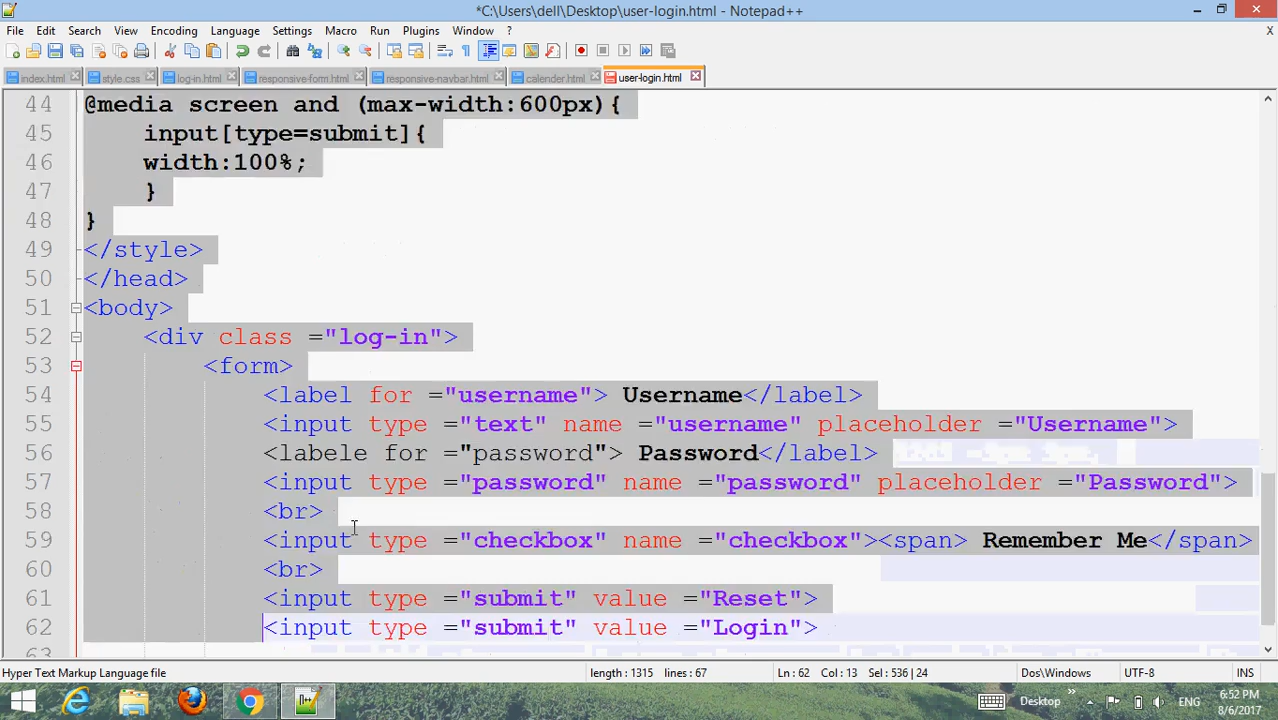 *C:\Users\dell\Desktop\user-login.html - Notepad++
File Edit Search View Encoding Language Settings Macro Run Plugins Window ?
X
index.html style.css log-in.html responsive-form.html responsive-navbar.html calender.html user-login.html
44 @media screen and (max-width:600px){
45 input[type=submit]{
46 width:100%;
47 }
48 }
49 </style>
50 </head>
51 <body>
52 <div class ="log-in">
53 <form>
54 <label for ="username"> Username</label>
55 <input type ="text" name ="username" placeholder ="Username">
56 <labele for ="password"> Password</label>
57 <input type ="password" name ="password" placeholder ="Password">
58 <br>
59 <input type ="checkbox" name ="checkbox"><span> Remember Me</span>
60 <br>
61 <input type ="submit" value ="Reset">
62 <input type ="submit" value ="Login">
63
Hyper Text Markup Language file length : 1315 lines : 67 Ln : 62 Col : 13 Sel : 536 | 24 Dos\Windows UTF-8 INS
N++ Desktop ENG 6:52 PM
8/6/2017